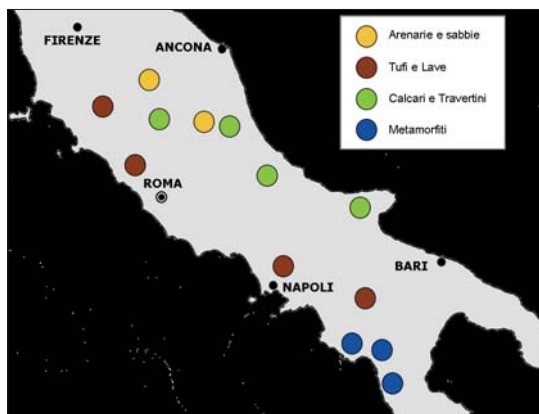 FIRENZE
ANCONA
ROMA
NAPOLI
BARI
Arenarie e sabbie
Tufi e Lave
Calcari e Travertini
Metamorfiti